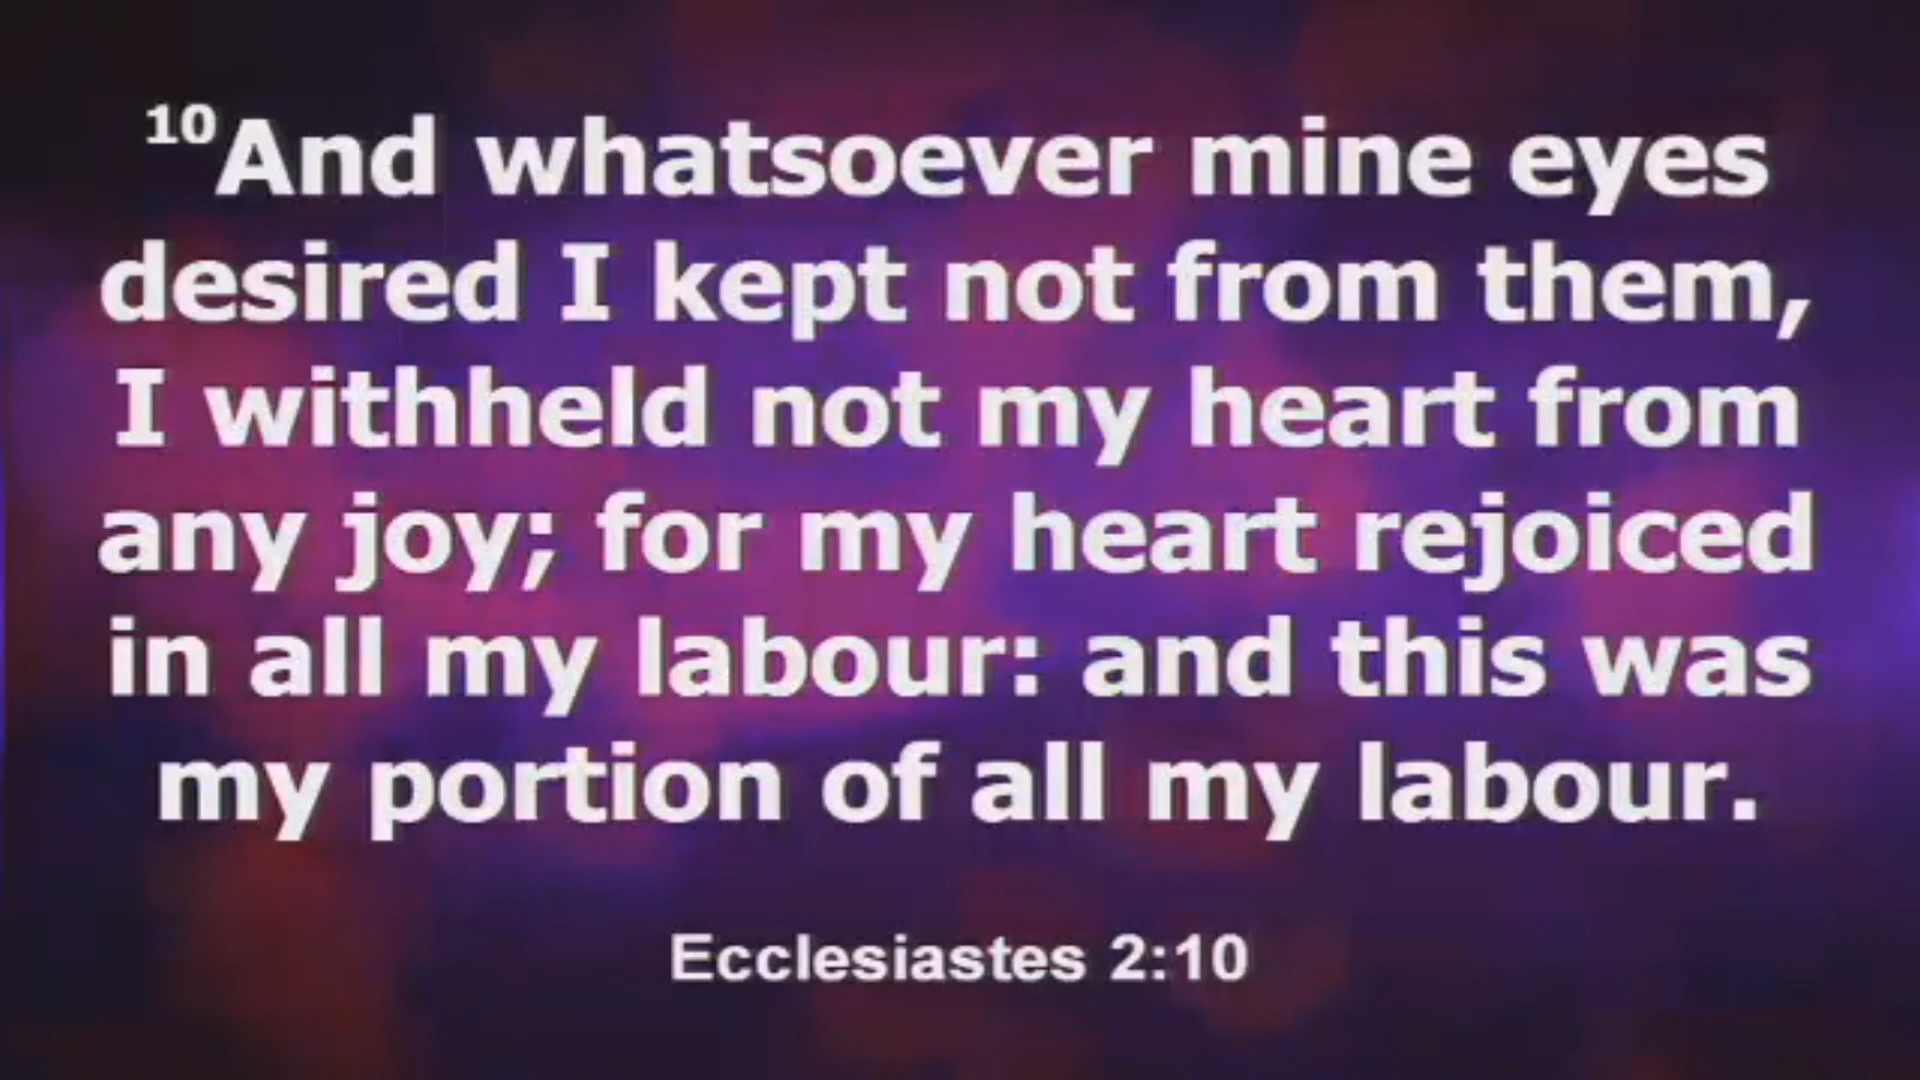 10And whatsoever mine eyes
desired I kept not from them,
I withheld not my heart from
any joy; for my heart rejoiced
in all my labour: and this was
my portion of all my labour.
Ecclesiastes 2:10